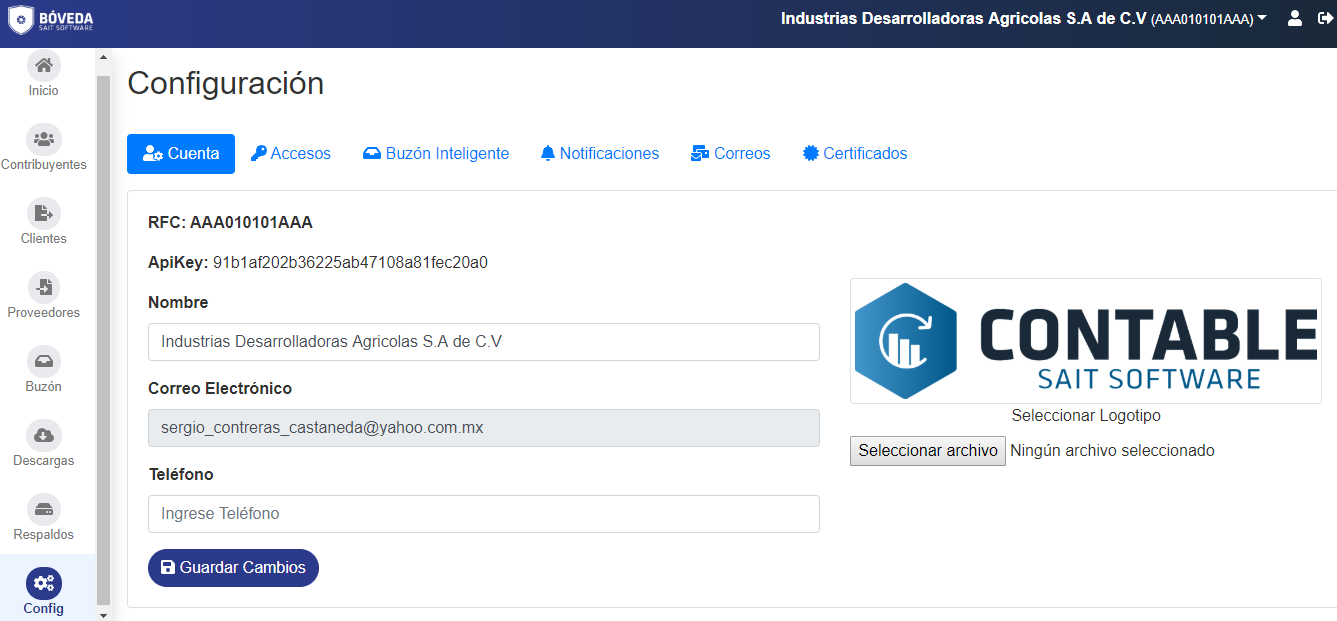 BÓVEDA
SAIT SOFTWARE
Industrias Desarrolladoras Agricolas S.A de C.V (AAA010101AAA)
Inicio
Contribuyentes
Clientes
Proveedores
Buzón
Descargas
Respaldos
Config
Configuración
Cuenta
Accesos
Buzón Inteligente
Notificaciones
Correos
Certificados
RFC: AAA010101AAA
ApiKey: 91b1af202b36225ab47108a81fec20a0
Nombre
Industrias Desarrolladoras Agricolas S.A de C.V
Correo Electrónico
sergio_contreras_castaneda@yahoo.com.mx
Teléfono
Ingrese Teléfono
Guardar Cambios
CONTABLE
SAIT SOFTWARE
Seleccionar Logotipo
Seleccionar archivo Ningún archivo seleccionado